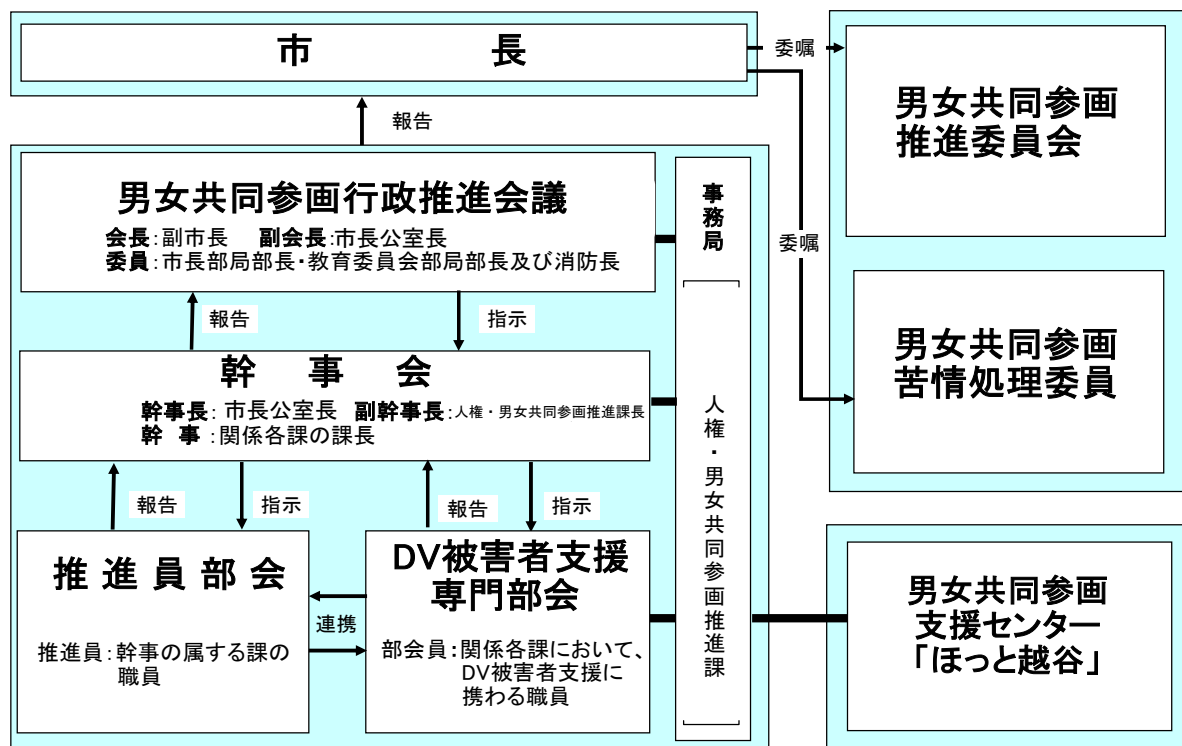 市 長
委嘱
男女共同参画
推進委員会
報告
男女共同参画行政推進会議
会長：副市長 副会長：市長公室長
委員：市長部局部長・教育委員会部局部長及び消防長
事務局
委嘱
報告
指示
男女共同参画
苦情処理委員
幹 事 会
幹事長：市長公室長 副幹事長：人権・男女共同参画推進課長
幹 事：関係各課の課長
人権・男女共同参画推進課
報告
指示
報告
指示
推進員部会
推進員：幹事の属する課の
職員
連携
DV被害者支援
専門部会
部会員：関係各課において、
DV被害者支援に
携わる職員
男女共同参画
支援センター
「ほっと越谷」